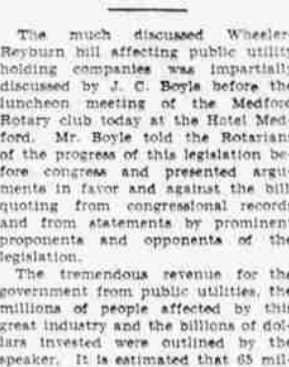 The much discussed Wheeler-
Reyburn bill affecting public utility
holding companies was impartially
discussed by J. C. Boyle before the
luncheon meeting of the Medford
Rotary club today at the Hotel Med-
ford. Mr. Boyle told the Rotarians
of the progress of this legislation be-
fore congress and presented argu-
ments in favor and against the bill
quoting from congressional records
and from statements by prominent
proponents and opponents of the
legislation.
The tremendous revenue for the
government from public utilities, the
millions of people affected by this
great industry and the billions of dol-
lars invested were outlined by the
speaker. It is estimated that 65 mil-